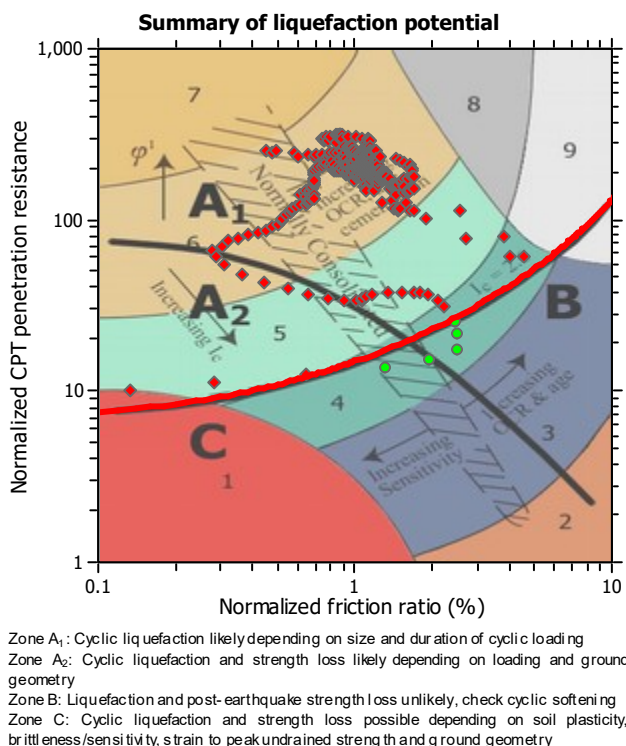 Summary of liquefaction potential
1,000
100
10
1
Normalized CPT penetration resistance
7
8
9
φ'
A1
6
Normally Consolidated
Increasing
OCR
cementation
A2
Increasing Ic
5
Ic = 2.
B
4
C
1
Increasing
Sensitivity
Increasing
OCR & age
3
2
0.1
1
10
Normalized friction ratio (%)
Zone A1: Cyclic liquefaction likely depending on size and duration of cyclic loading
Zone A2: Cyclic liquefaction and strength loss likely depending on loading and ground
geometry
Zone B: Liquefaction and post-earthquake strength loss unlikely, check cyclic softening
Zone C: Cyclic liquefaction and strength loss possible depending on soil plasticity,
brittleness/sensitivity, strain to peak undrained strength and ground geometry